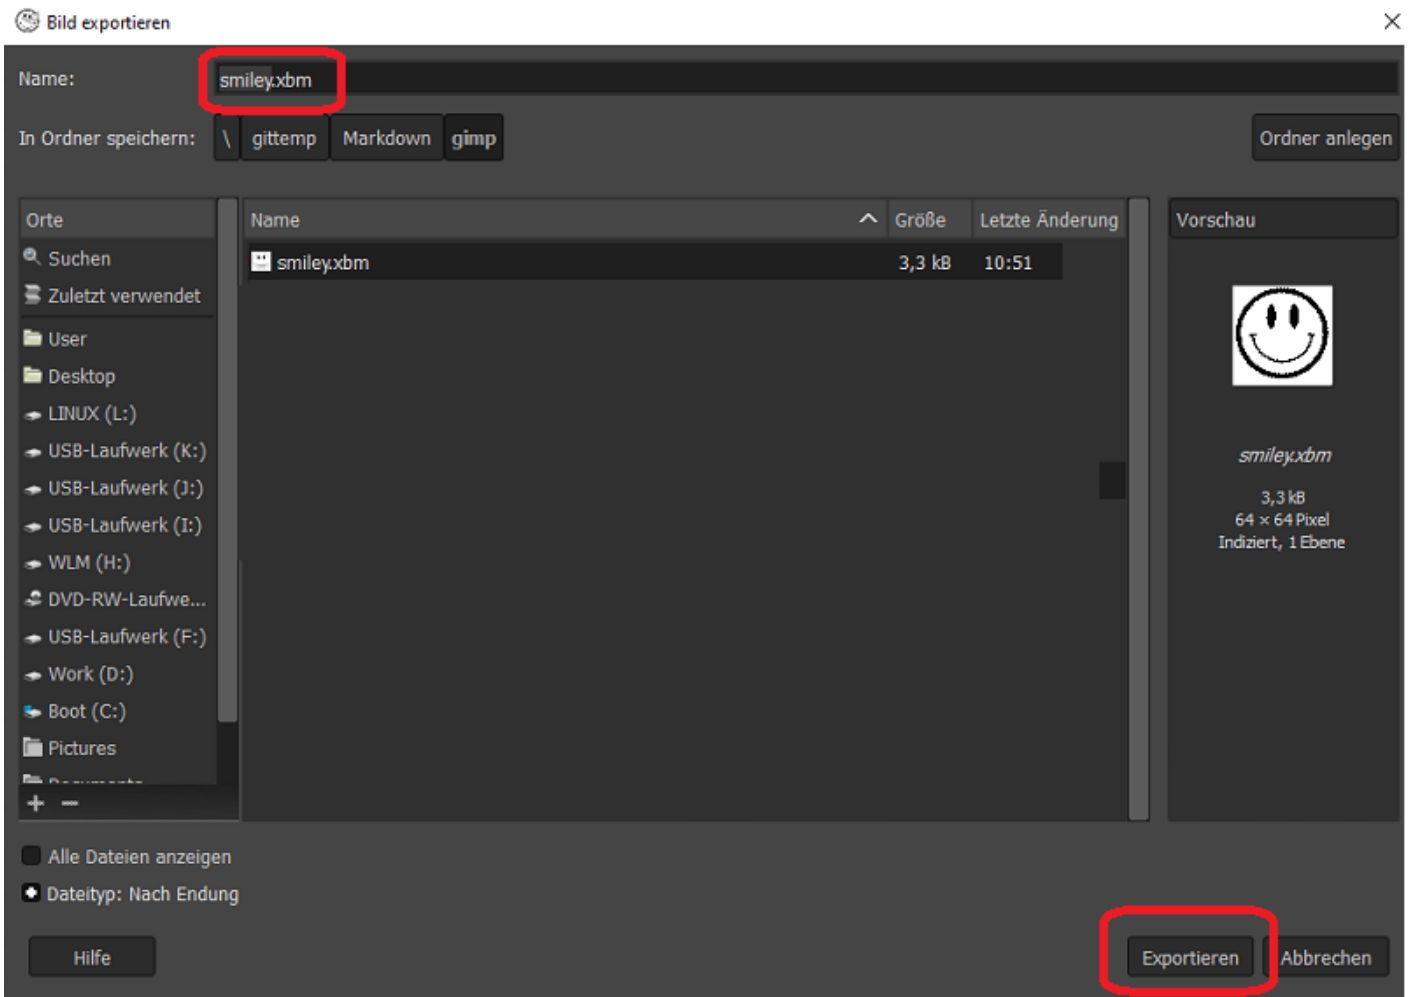 Bild exportieren
Name: smiley.xbm
In Ordner speichern: \ gittemp Markdown gimp Ordner anlegen
Orte Name Größe Letzte Änderung Vorschau
Suchen smiley.xbm 3,3 kB 10:51
Zuletzt verwendet
User
Desktop
LINUX (L:)
USB-Laufwerk (K:)
smiley.xbm
USB-Laufwerk (J:)
3,3 kB
USB-Laufwerk (I:)
64 × 64 Pixel
Indiziert, 1 Ebene
WLM (H:)
DVD-RW-Laufwe...
USB-Laufwerk (F:)
Work (D:)
Boot (C:)
Pictures
+ −
Alle Dateien anzeigen
Dateityp: Nach Endung
Hilfe Exportieren Abbrechen